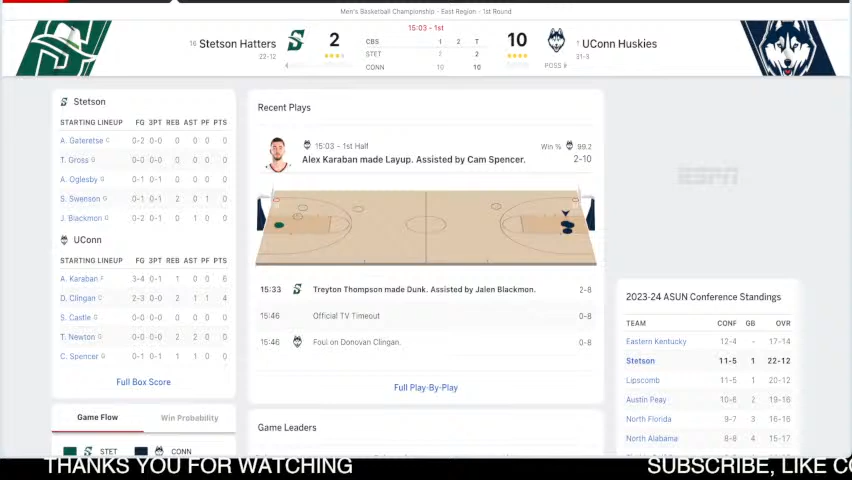 Men's Basketball Championship - East Region - 1st Round
16 Stetson Hatters
22-12
2
15:03 - 1st
CBS 1 2 T
STET 2 2
CONN 10 10
10
1 UConn Huskies
31-3
POSS
Stetson
STARTING LINEUP FG 3PT REB AST PF PTS
A. Gateretse C 0-2 0-0 0 0 0 0
T. Gross G 0-0 0-0 0 0 0 0
A. Oglesby G 0-1 0-1 0 0 0 0
S. Swenson G 0-1 0-1 2 0 1 0
J. Blackmon G 0-2 0-1 0 1 0 0
UConn
STARTING LINEUP FG 3PT REB AST PF PTS
A. Karaban F 3-4 0-1 1 0 0 6
D. Clingan C 2-3 0-0 2 1 1 4
S. Castle G 0-0 0-0 0 0 0 0
T. Newton G 0-0 0-0 2 2 0 0
C. Spencer G 0-1 0-1 1 1 0 0
Full Box Score
Game Flow Win Probability
STET CONN
Recent Plays
15:03 - 1st Half
Win % 99.2
Alex Karaban made Layup. Assisted by Cam Spencer.
2-10
15:33 Treyton Thompson made Dunk. Assisted by Jalen Blackmon. 2-8
15:46 Official TV Timeout 0-8
15:46 Foul on Donovan Clingan. 0-8
Full Play-By-Play
Game Leaders
ESPN
2023-24 ASUN Conference Standings
TEAM CONF GB OVR
Eastern Kentucky 12-4 - 17-14
Stetson 11-5 1 22-12
Lipscomb 11-5 1 20-12
Austin Peay 10-6 2 19-16
North Florida 9-7 3 16-16
North Alabama 8-8 4 15-17
THANKS YOU FOR WATCHING
SUBSCRIBE, LIKE CO